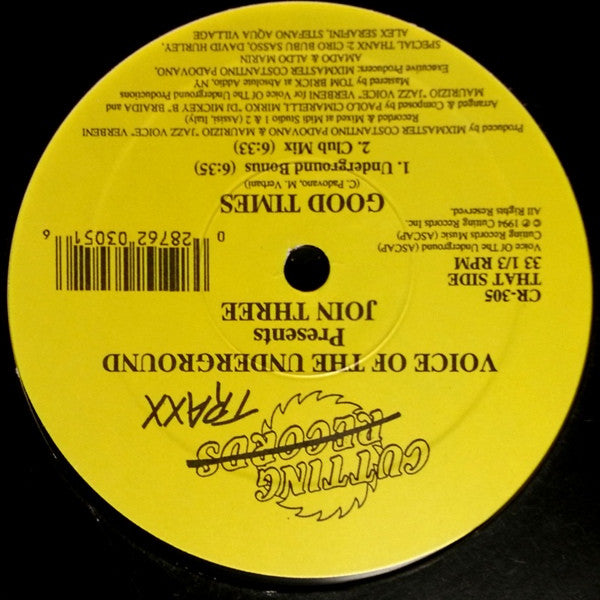 CUTTING
RECORDS
TRAXX
VOICE OF THE UNDERGROUND
Presents
JOIN THREE
CR-305
THAT SIDE
33 1/3 RPM
Voice Of The Underground (ASCAP)
Cutting Records Music (ASCAP)
© ℗ 1994 Cutting Records Inc.
All Rights Reserved.
0 28762 03051 6
GOOD TIMES
(C. Padovano, M. Verbani)
1. Underground Bonus (6:35)
2. Club Mix (6:33)
Produced by MIXMASTER COSTANTINO PADOVANO & MAURIZIO "JAZZ VOICE" VERBENI
Recorded & Mixed at Midi Studio 1 & 2 (Assisi, Italy)
Arranged & Composed by PAOLO CIMARELLI, MIRKO "DJ" MICKEY "B" BRAIDA and
MAURIZIO "JAZZ" VOICE" VERBENI for Voice Of The Underground Productions
Mastered by TOM BRICK at Absolute Addio, NY
Executive Producers: MIXMASTER COSTANTINO PADOVANO,
AMADO & ALDO MARIN
SPECIAL THANX 2: CIRO BUBU SASSO, DAVID HURLEY,
ALEX SERAFINI, STEFANO AQUA VILLAGE